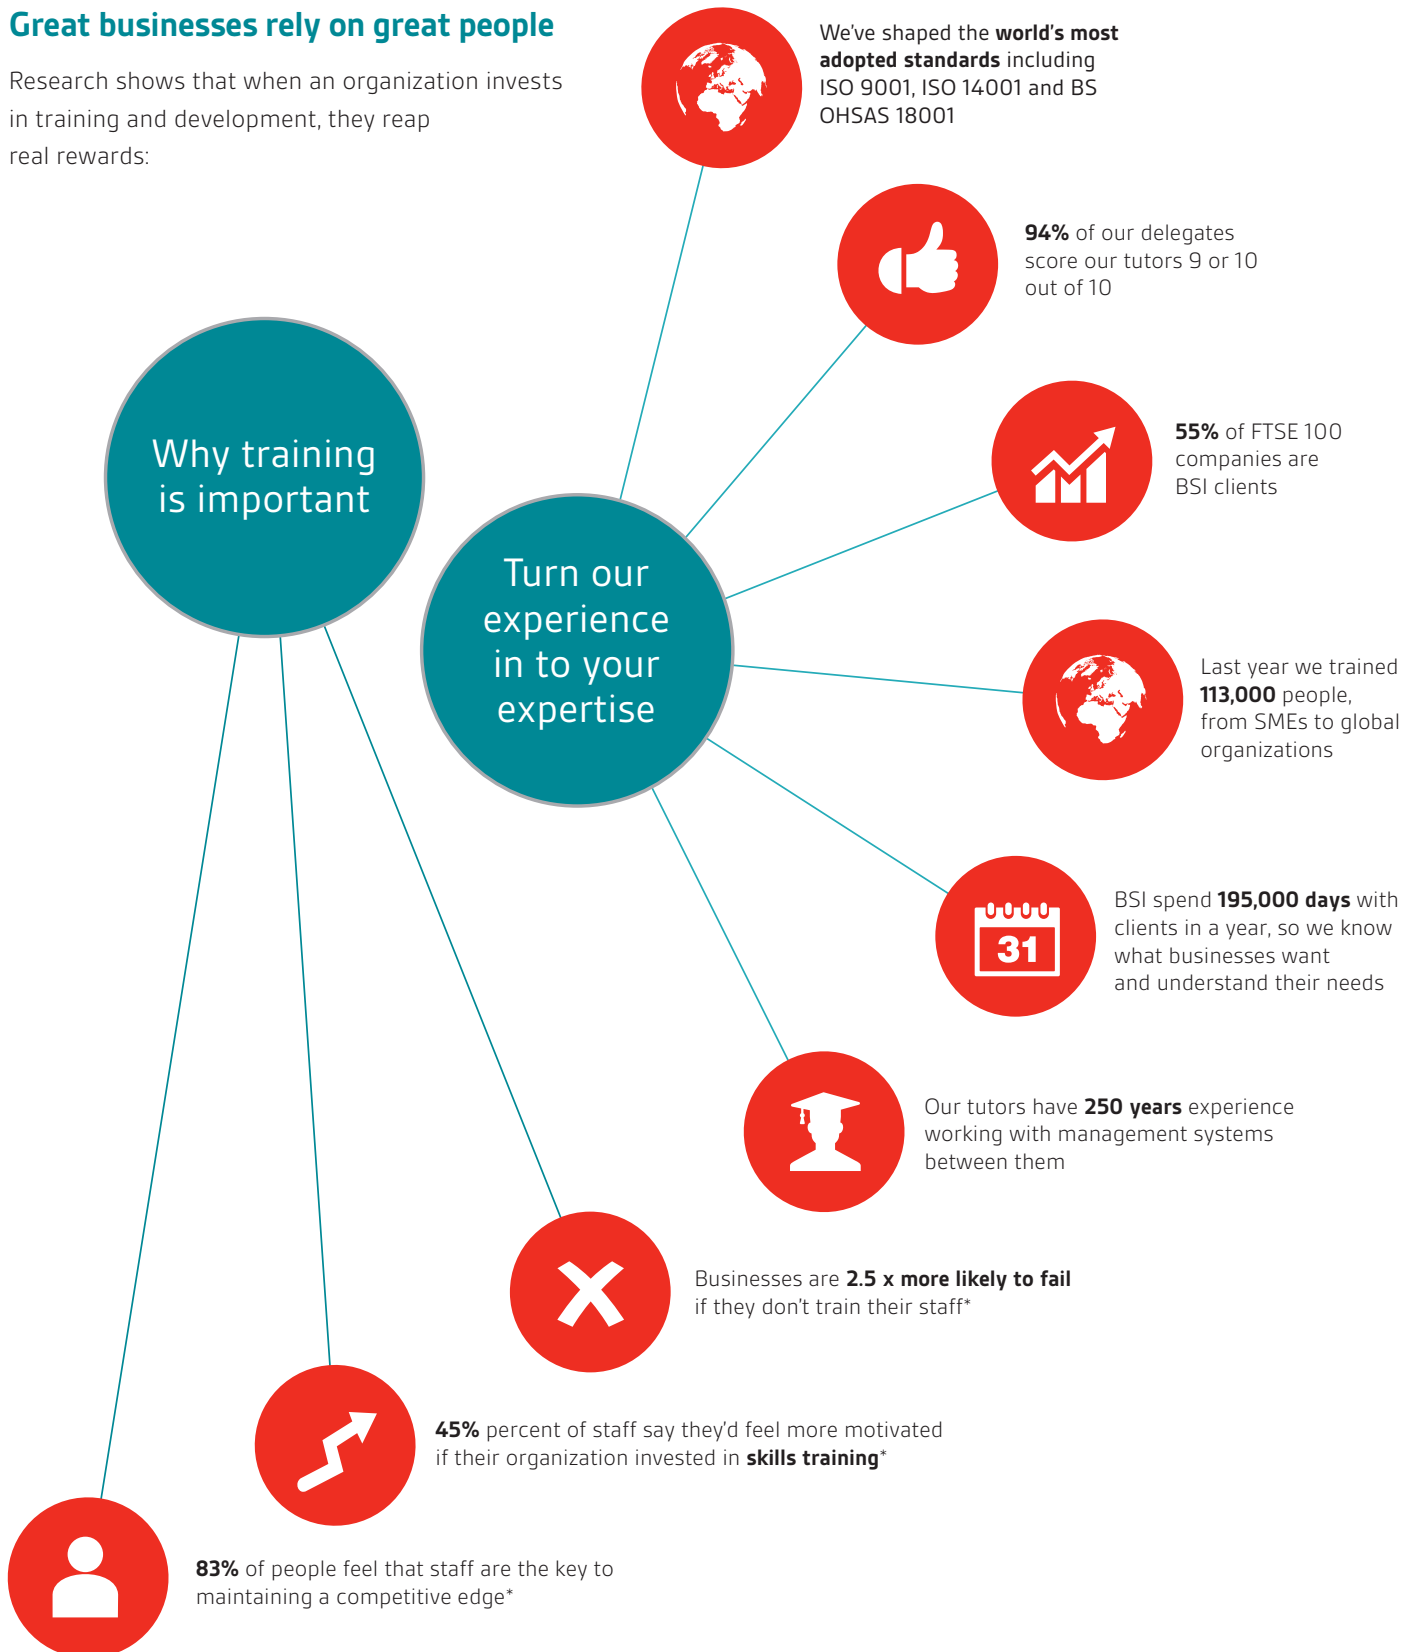 Great businesses rely on great people
Research shows that when an organization invests
in training and development, they reap
real rewards:
We've shaped the world's most
adopted standards including
ISO 9001, ISO 14001 and BS
OHSAS 18001
94% of our delegates
score our tutors 9 or 10
out of 10
55% of FTSE 100
companies are
BSI clients
Why training
is important
Turn our
experience
in to your
expertise
Last year we trained
113,000 people,
from SMEs to global
organizations
31
BSI spend 195,000 days with
clients in a year, so we know
what businesses want
and understand their needs
Our tutors have 250 years experience
working with management systems
between them
Businesses are 2.5 x more likely to fail
if they don't train their staff*
45% percent of staff say they'd feel more motivated
if their organization invested in skills training*
83% of people feel that staff are the key to
maintaining a competitive edge*